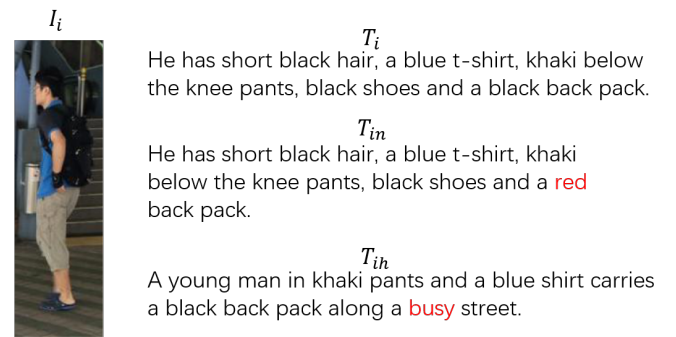 I_i
T_i
He has short black hair, a blue t-shirt, khaki below
the knee pants, black shoes and a black back pack.
T_in
He has short black hair, a blue t-shirt, khaki
below the knee pants, black shoes and a red
back pack.
T_ih
A young man in khaki pants and a blue shirt carries
a black back pack along a busy street.